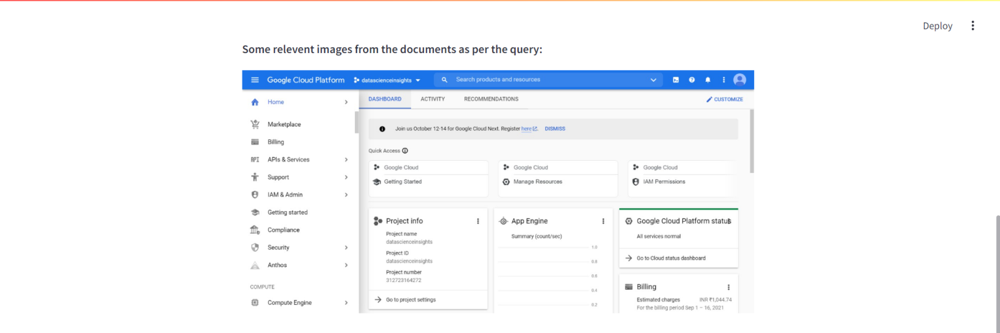 Deploy
Some relevent images from the documents as per the query:
Google Cloud Platform datascienceinsights Search products and resources
Home
Marketplace
Billing
API APIs & Services
Support
IAM & Admin
Getting started
Compliance
Security
Anthos
COMPUTE
Compute Engine
DASHBOARD ACTIVITY RECOMMENDATIONS CUSTOMIZE
Join us October 12-14 for Google Cloud Next. Register here. DISMISS
Quick Access
Google Cloud
Getting Started
Google Cloud
Manage Resources
Google Cloud
IAM Permissions
Project info
Project name
datascienceinsights
Project ID
datascienceinsights
Project number
312723164272
Go to project settings
App Engine
Summary (count/sec)
1.0
0.8
0.6
0.4
0.2
Google Cloud Platform status
All services normal
Go to Cloud status dashboard
Billing
Estimated charges INR ₹1,044.74
For the billing period Sep 1 – 16, 2021